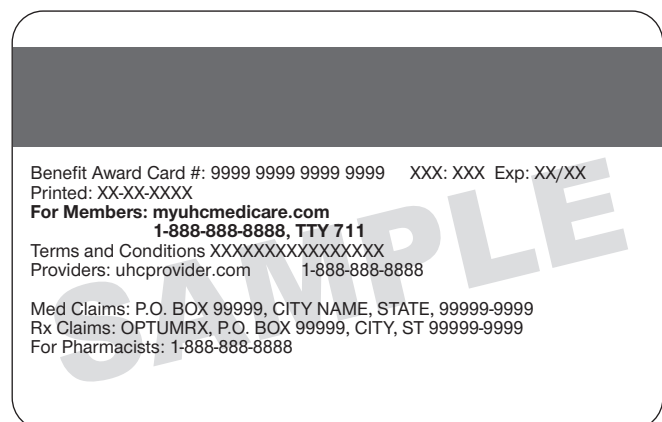 Benefit Award Card #: 9999 9999 9999 9999 XXX: XXX Exp: XX/XX
Printed: XX-XX-XXXX
For Members: myuhcmedicare.com
1-888-888-8888, TTY 711
Terms and Conditions XXXXXXXXXXXXXXXX
Providers: uhcprovider.com 1-888-888-8888
Med Claims: P.O. BOX 99999, CITY NAME, STATE, 99999-9999
Rx Claims: OPTUMRX, P.O. BOX 99999, CITY, ST 99999-9999
For Pharmacists: 1-888-888-8888
SAMPLE